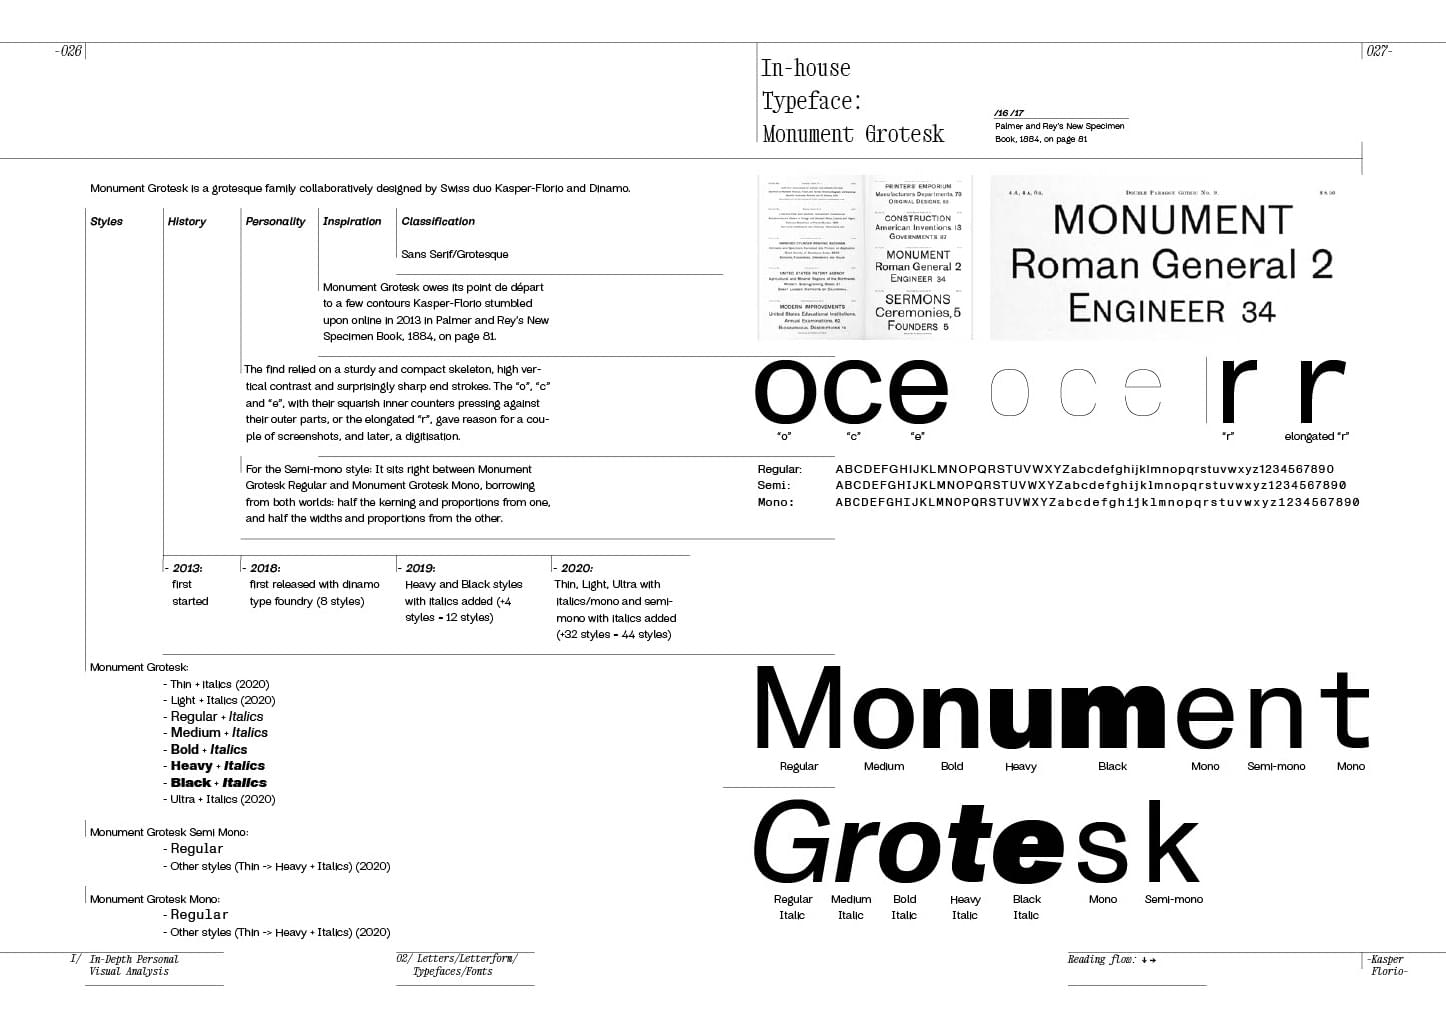 -026
027-
In-house
Typeface:
Monument Grotesk
/16 /17
Palmer and Rey's New Specimen
Book, 1884, on page 81
Monument Grotesk is a grotesque family collaboratively designed by Swiss duo Kasper-Florio and Dinamo.
Styles
History
Personality
Inspiration
Classification
Sans Serif/Grotesque
Monument Grotesk owes its point de départ
to a few contours Kasper-Florio stumbled
upon online in 2013 in Palmer and Rey's New
Specimen Book, 1884, on page 81.
The find relied on a sturdy and compact skeleton, high ver-
tical contrast and surprisingly sharp end strokes. The “o”, “c”
and “e”, with their squarish inner counters pressing against
their outer parts, or the elongated “r”, gave reason for a cou-
ple of screenshots, and later, a digitisation.
For the Semi-mono style: It sits right between Monument
Grotesk Regular and Monument Grotesk Mono, borrowing
from both worlds: half the kerning and proportions from one,
and half the widths and proportions from the other.
- 2013:
first
started
- 2018:
first released with dinamo
type foundry (8 styles)
- 2019:
Heavy and Black styles
with italics added (+4
styles = 12 styles)
- 2020:
Thin, Light, Ultra with
italics/mono and semi-
mono with italics added
(+32 styles = 44 styles)
Monument Grotesk:
- Thin + italics (2020)
- Light + Italics (2020)
- Regular + Italics
- Medium + Italics
- Bold + Italics
- Heavy + Italics
- Black + Italics
- Ultra + Italics (2020)
Monument Grotesk Semi Mono:
- Regular
- Other styles (Thin -> Heavy + Italics) (2020)
Monument Grotesk Mono:
- Regular
- Other styles (Thin -> Heavy + Italics) (2020)
MODERN IMPROVEMENTS
United States Educational Institutions,
Annual Examinations, 62
PRINTERS' EMPORIUM
Manufacturers Departments, 79
ORIGINAL DESIGNS, 63
CONSTRUCTION
American Inventions 13
GOVERNMENTS 82
MONUMENT
Roman General 2
ENGINEER 34
SERMONS
Ceremonies, 5
FOUNDERS 5
DOUBLE PARAGON GOTHIC No. 9.
MONUMENT
Roman General 2
ENGINEER 34
oce oce r r
“o” “c” “e” “r” elongated “r”
Regular: ABCDEFGHIJKLMNOPQRSTUVWXYZabcdefghijklmnopqrstuvwxyz1234567890
Semi: ABCDEFGHIJKLMNOPQRSTUVWXYZabcdefghijklmnopqrstuvwxyz1234567890
Mono: ABCDEFGHIJKLMNOPQRSTUVWXYZabcdefghijklmnopqrstuvwxyz1234567890
Monument
Regular Medium Bold Heavy Black Mono Semi-mono Mono
Grotesk
Regular Medium Bold Heavy Black Mono Semi-mono
Italic Italic Italic Italic Italic
I/ In-Depth Personal
Visual Analysis
02/ Letters/Letterform/
Typefaces/Fonts
Reading flow: ↓ →
-Kasper
Florio-